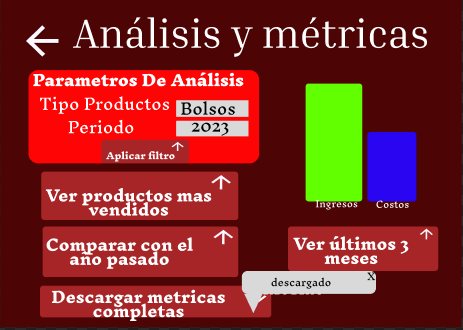 Análisis y métricas
Parametros De Análisis
Tipo Productos Bolsos
Periodo 2023
Aplicar filtro
Ver productos mas
vendidos
Comparar con el
año pasado
Descargar metricas
completas
Ingresos
Costos
Ver últimos 3
meses
descargado X